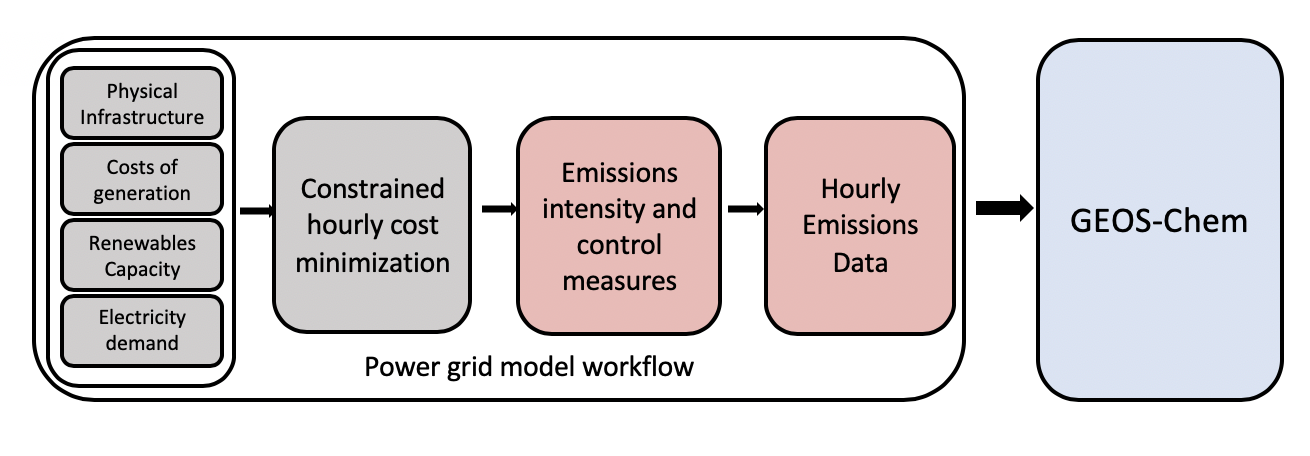 Physical
Infrastructure
Costs of
generation
Renewables
Capacity
Electricity
demand
Constrained
hourly cost
minimization
Emissions
intensity and
control
measures
Hourly
Emissions
Data
Power grid model workflow
GEOS-Chem